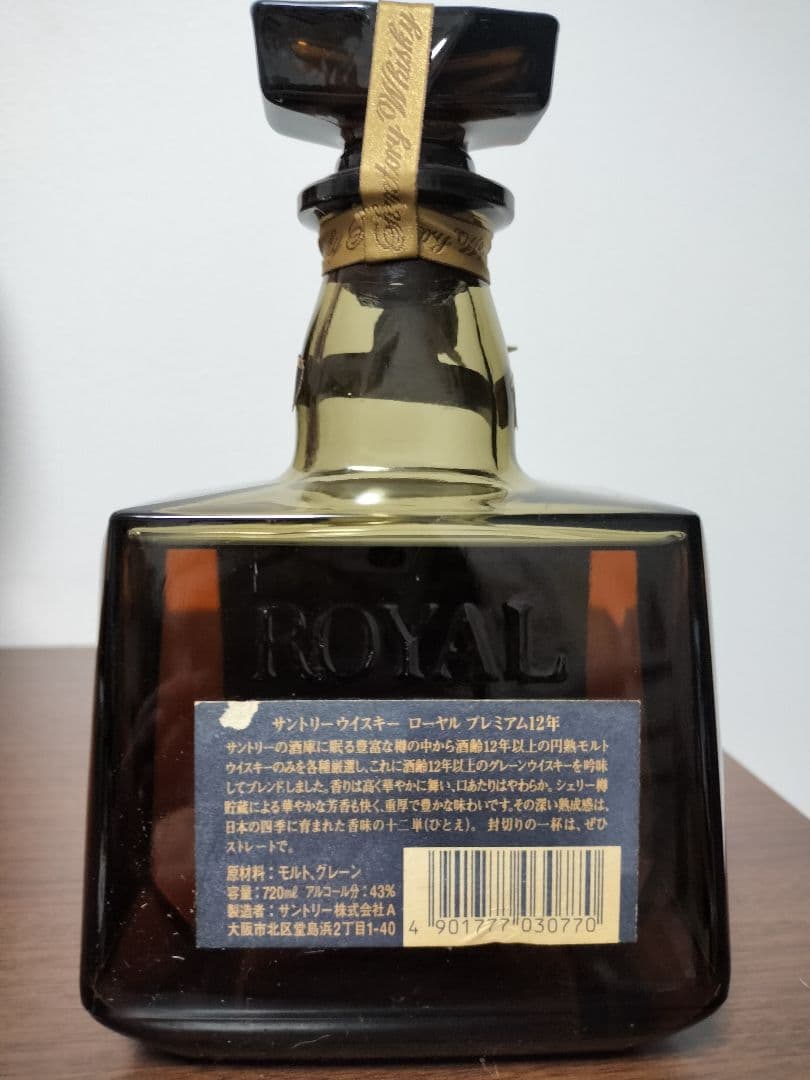 Suntory Whisky
ROYAL
サントリーウイスキー ローヤル プレミアム12年
サントリーの酒庫に眠る豊富な樽の中から酒齢12年以上の円熟モルト
ウイスキーのみを各種厳選し、これに酒齢12年以上のグレーンウイスキーを吟味
してブレンドしました。香りは高く華やかに舞い、口あたりはやわらか。シェリー樽
貯蔵による華やかな芳香も快く、重厚で豊かな味わいです。その深い熟成感は、
日本の四季に育まれた香味の十二単(ひとえ)。 封切りの一杯は、ぜひ
ストレートで。
原材料：モルト、グレーン
容量：720ml アルコール分：43%
製造者：サントリー株式会社A
大阪市北区堂島浜2丁目1-40
4 901777 030770